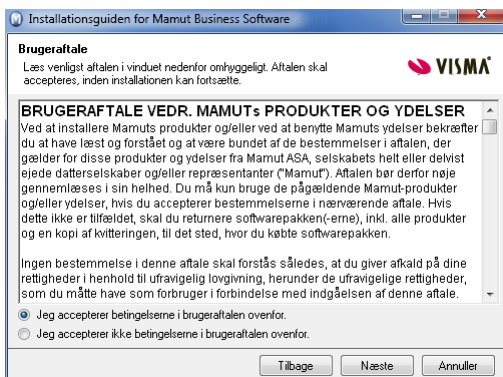 Installationsguiden for Mamut Business Software
Brugeraftale
Læs venligst aftalen i vinduet nedenfor omhyggeligt. Aftalen skal
accepteres, inden installationen kan fortsætte.
VISMA
BRUGERAFTALE VEDR. MAMUTs PRODUKTER OG YDELSER
Ved at installere Mamuts produkter og/eller ved at benytte Mamuts ydelser bekræfter
du at have læst og forstået og at være bundet af de bestemmelser i aftalen, der
gælder for disse produkter og ydelser fra Mamut ASA, selskabets helt eller delvist
ejede datterselskaber og/eller repræsentanter ("Mamut"). Aftalen bør derfor nøje
gennemlæses i sin helhed. Du må kun bruge de pågældende Mamut-produkter
og/eller ydelser, hvis du accepterer bestemmelserne i nærværende aftale. Hvis
dette ikke er tilfældet, skal du returnere softwarepakken(-erne), inkl. alle produkter
og en kopi af kvitteringen, til det sted, hvor du købte softwarepakken.
Ingen bestemmelse i denne aftale skal forstås således, at du giver afkald på dine
rettigheder i henhold til ufravigelig lovgivning, herunder de ufravigelige rettigheder,
som du måtte have som forbruger i forbindelse med indgåelsen af denne aftale.
Jeg accepterer betingelserne i brugeraftalen ovenfor.
Jeg accepterer ikke betingelserne i brugeraftalen ovenfor.
Tilbage Næste Annuller